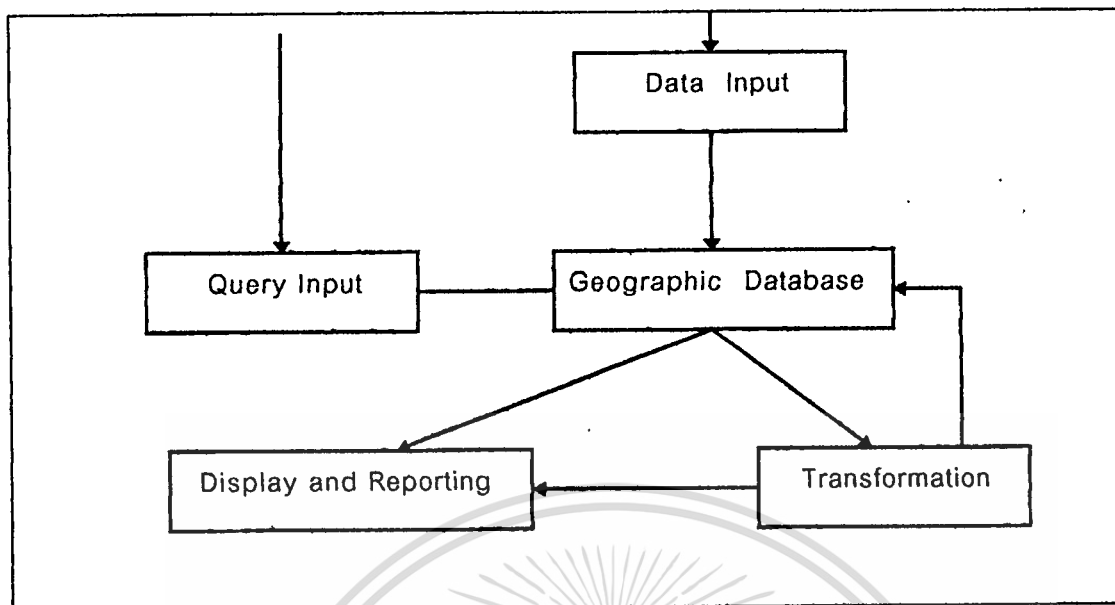 Data Input
Query Input
Geographic Database
Display and Reporting
Transformation